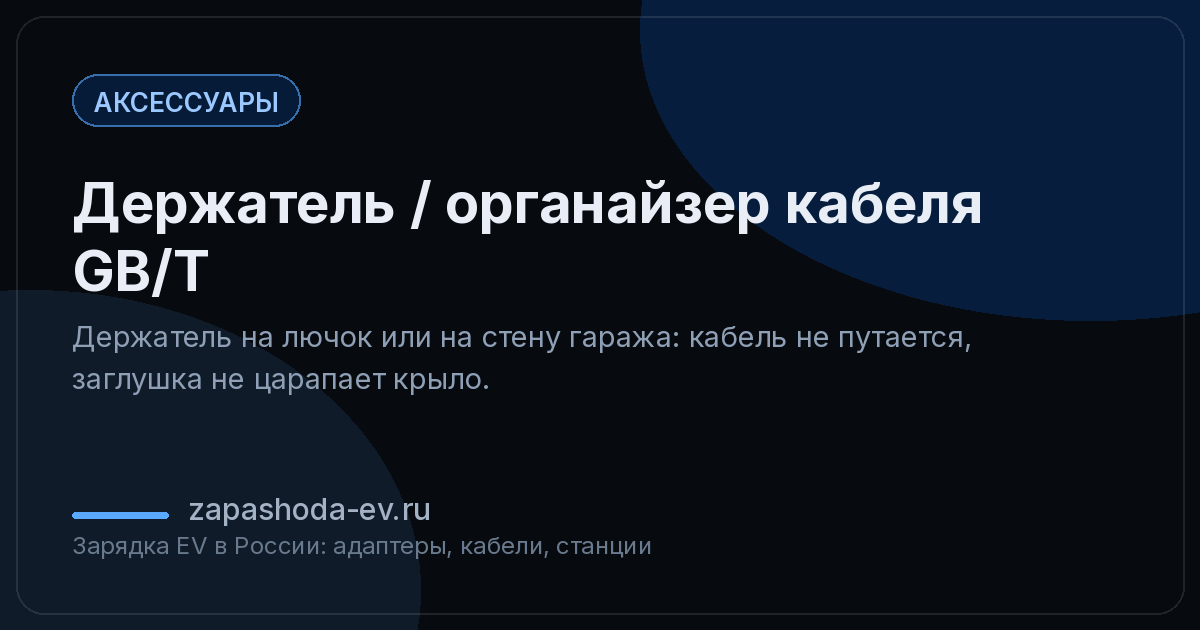 АКСЕССУАРЫ
Держатель / органайзер кабеля
GB/T
Держатель на лючок или на стену гаража: кабель не путается,
заглушка не царапает крыло.
zapashoda-ev.ru
Зарядка EV в России: адаптеры, кабели, станции